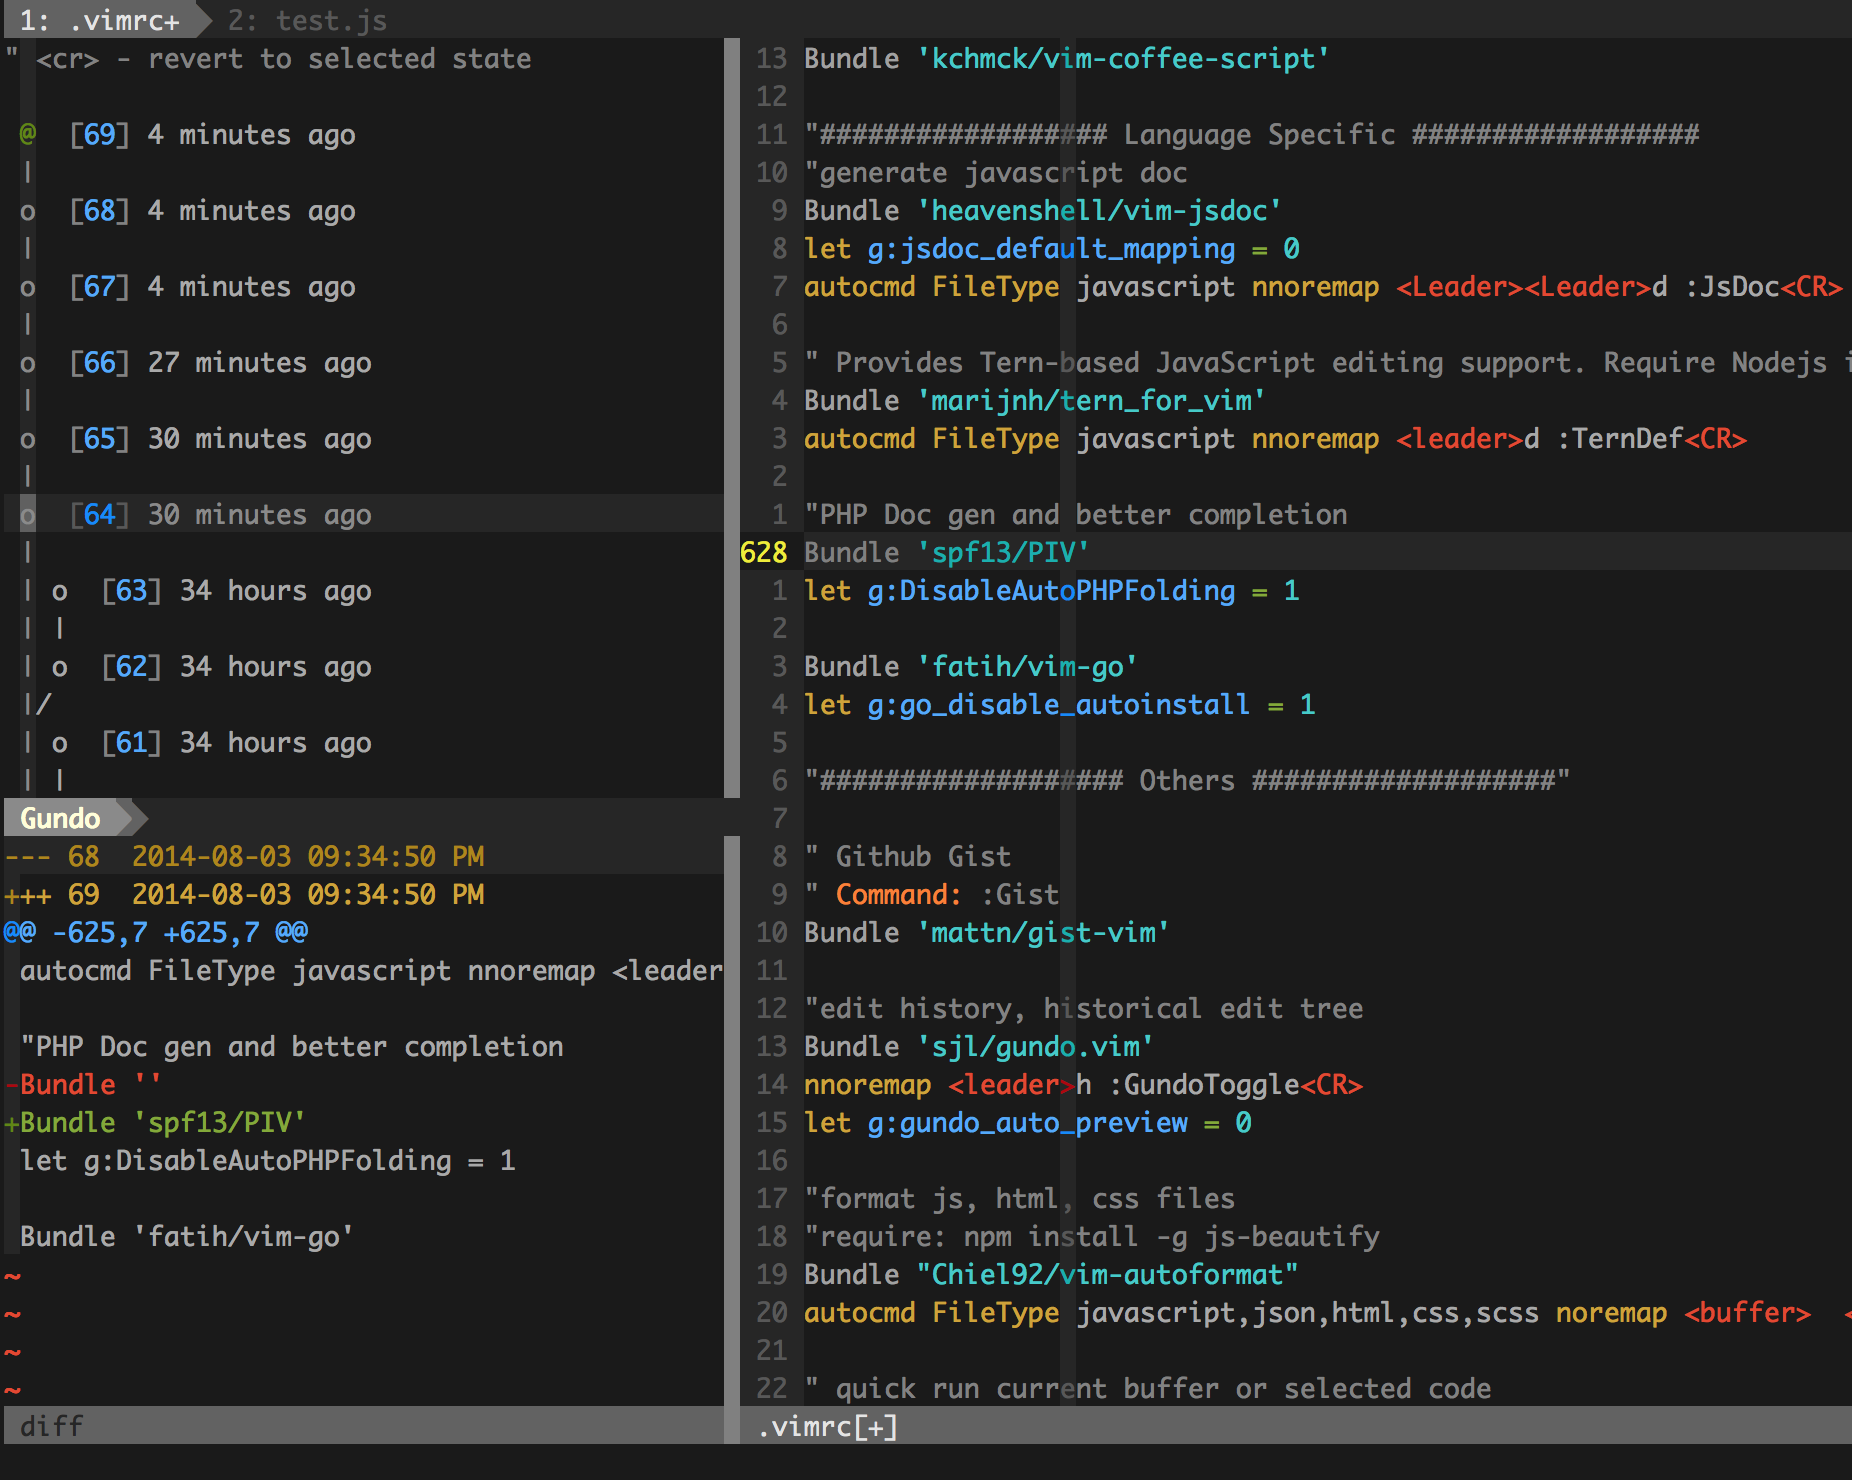 1: .vimrc+ 2: test.js
" <cr> - revert to selected state
@ [69] 4 minutes ago
|
o [68] 4 minutes ago
|
o [67] 4 minutes ago
|
o [66] 27 minutes ago
|
o [65] 30 minutes ago
|
o [64] 30 minutes ago
|
| o [63] 34 hours ago
| |
| o [62] 34 hours ago
|/
| o [61] 34 hours ago
| |
Gundo
--- 68 2014-08-03 09:34:50 PM
+++ 69 2014-08-03 09:34:50 PM
@@ -625,7 +625,7 @@
autocmd FileType javascript nnoremap <leader
"PHP Doc gen and better completion
-Bundle ''
+Bundle 'spf13/PIV'
let g:DisableAutoPHPFolding = 1
Bundle 'fatih/vim-go'
~
~
~
~
diff
13 Bundle 'kchmck/vim-coffee-script'
12
11 "################## Language Specific ##################
10 "generate javascript doc
9 Bundle 'heavenshell/vim-jsdoc'
8 let g:jsdoc_default_mapping = 0
7 autocmd FileType javascript nnoremap <Leader><Leader>d :JsDoc<CR>
6
5 " Provides Tern-based JavaScript editing support. Require Nodejs i
4 Bundle 'marijnh/tern_for_vim'
3 autocmd FileType javascript nnoremap <leader>d :TernDef<CR>
2
1 "PHP Doc gen and better completion
628 Bundle 'spf13/PIV'
1 let g:DisableAutoPHPFolding = 1
2
3 Bundle 'fatih/vim-go'
4 let g:go_disable_autoinstall = 1
5
6 "################### Others ###################"
7
8 " Github Gist
9 " Command: :Gist
10 Bundle 'mattn/gist-vim'
11
12 "edit history, historical edit tree
13 Bundle 'sjl/gundo.vim'
14 nnoremap <leader>h :GundoToggle<CR>
15 let g:gundo_auto_preview = 0
16
17 "format js, html, css files
18 "require: npm install -g js-beautify
19 Bundle "Chiel92/vim-autoformat"
20 autocmd FileType javascript,json,html,css,scss noremap <buffer> <
21
22 " quick run current buffer or selected code
.vimrc[+]